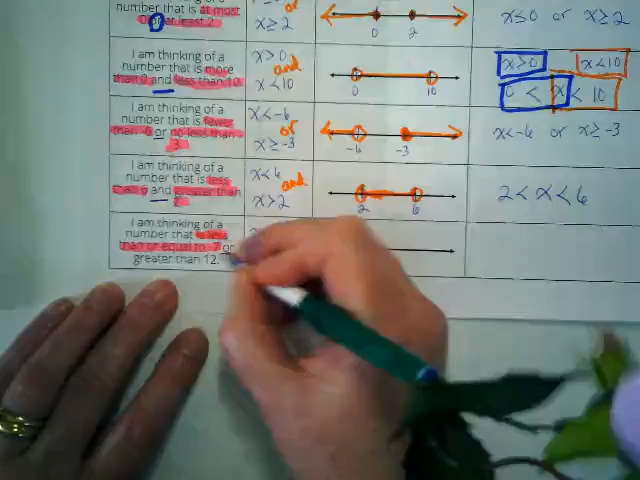 number that is at most
0 or at least 2.
x ≥ 2
0 2
x ≤ 0 or x ≥ 2
I am thinking of a
number that is more
than 0 and less than 10.
x > 0
and
x < 10
0 10
x > 0 x < 10
0 < x < 10
I am thinking of a
number that is fewer
than -6 or no less than
-3.
x < -6
or
x ≥ -3
-6 -3
x < -6 or x ≥ -3
I am thinking of a
number that is less
than 6 and greater than
2.
x < 6
and
x > 2
2 6
2 < x < 6
I am thinking of a
number that is less
than or equal to -7 or
greater than 12.